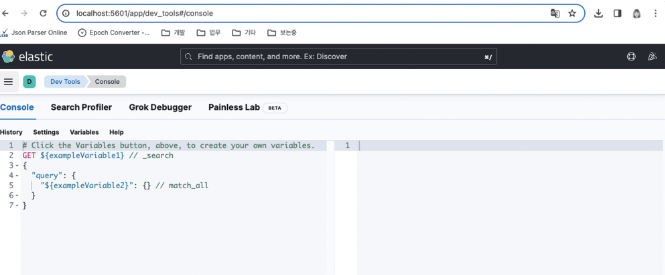 localhost:5601/app/dev_tools#/console
Json Parser Online Epoch Converter -... 개발 업무 기타 보는중
elastic Find apps, content, and more. Ex: Discover
D Dev Tools Console
Console Search Profiler Grok Debugger Painless Lab BETA
History Settings Variables Help
1 # Click the Variables button, above, to create your own variables. 1
2 GET ${exampleVariable1} // _search
3 {
4 "query": {
5 "${exampleVariable2}": {} // match_all
6 }
7 }